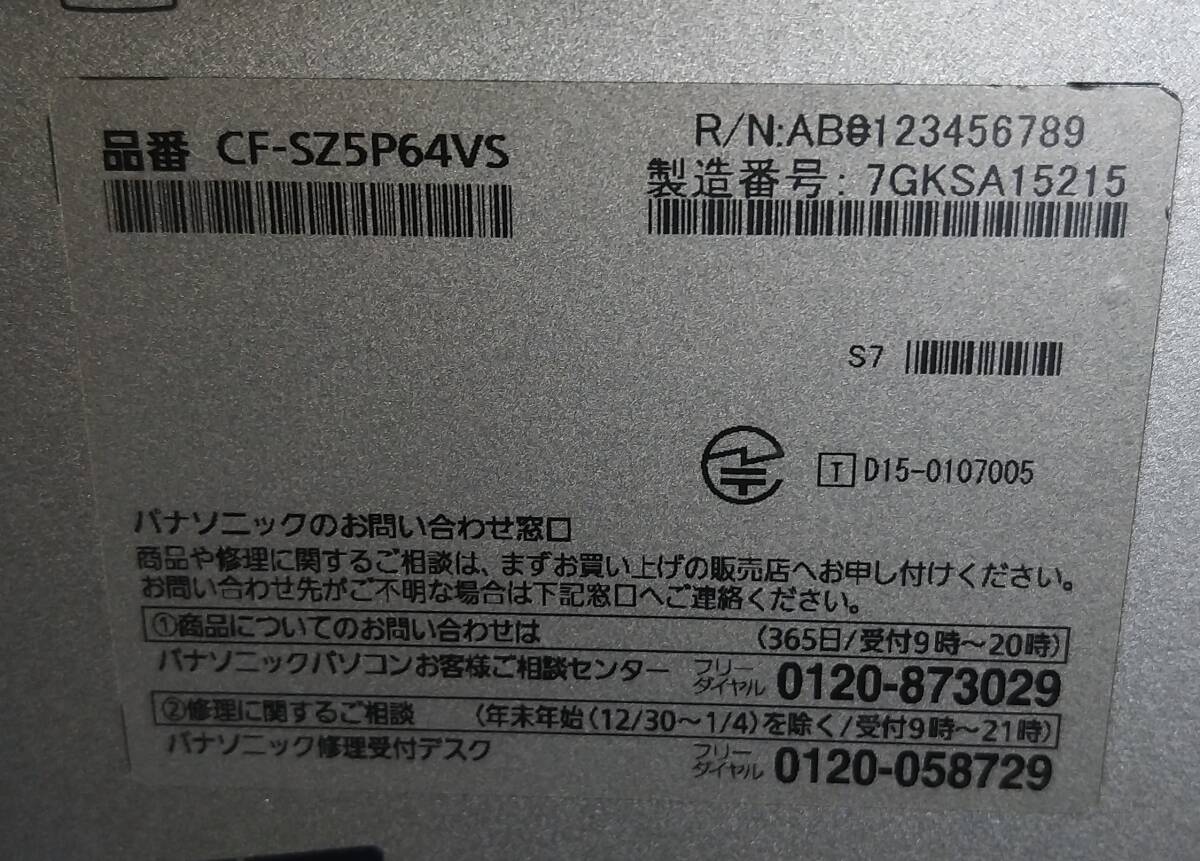 品番 CF-SZ5P64VS
R/N:AB0123456789
製造番号: 7GKSA15215
S7
T D15-0107005
パナソニックのお問い合わせ窓口
商品や修理に関するご相談は、まずお買い上げの販売店へお申し付けください。
お問い合わせ先がご不明な場合は下記窓口へご連絡ください。
①商品についてのお問い合わせは (365日/受付9時～20時)
パナソニックパソコンお客様ご相談センター フリーダイヤル 0120-873029
②修理に関するご相談 (年末年始(12/30～1/4)を除く/受付9時～21時)
パナソニック修理受付デスク フリーダイヤル 0120-058729